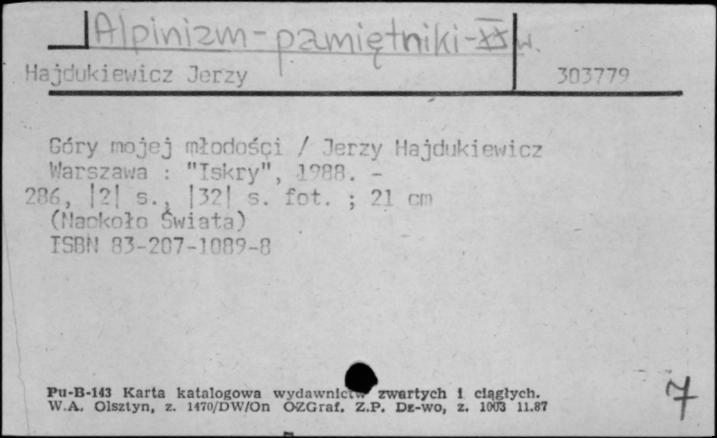 Alpinizm-pamiętniki-XX w.
Hajdukiewicz Jerzy 303779
Góry mojej młodości / Jerzy Hajdukiewicz
Warszawa : "Iskry", 1988. -
286, |2| s., |32| s. fot. ; 21 cm
(Naokoło Świata)
ISBN 83-207-1089-8
Pu-B-143 Karta katalogowa wydawnictw zwartych i ciągłych.
W.A. Olsztyn, z. 1470/DW/On OZGraf. Z.P. Dz-wo, z. 1003 11.87
7